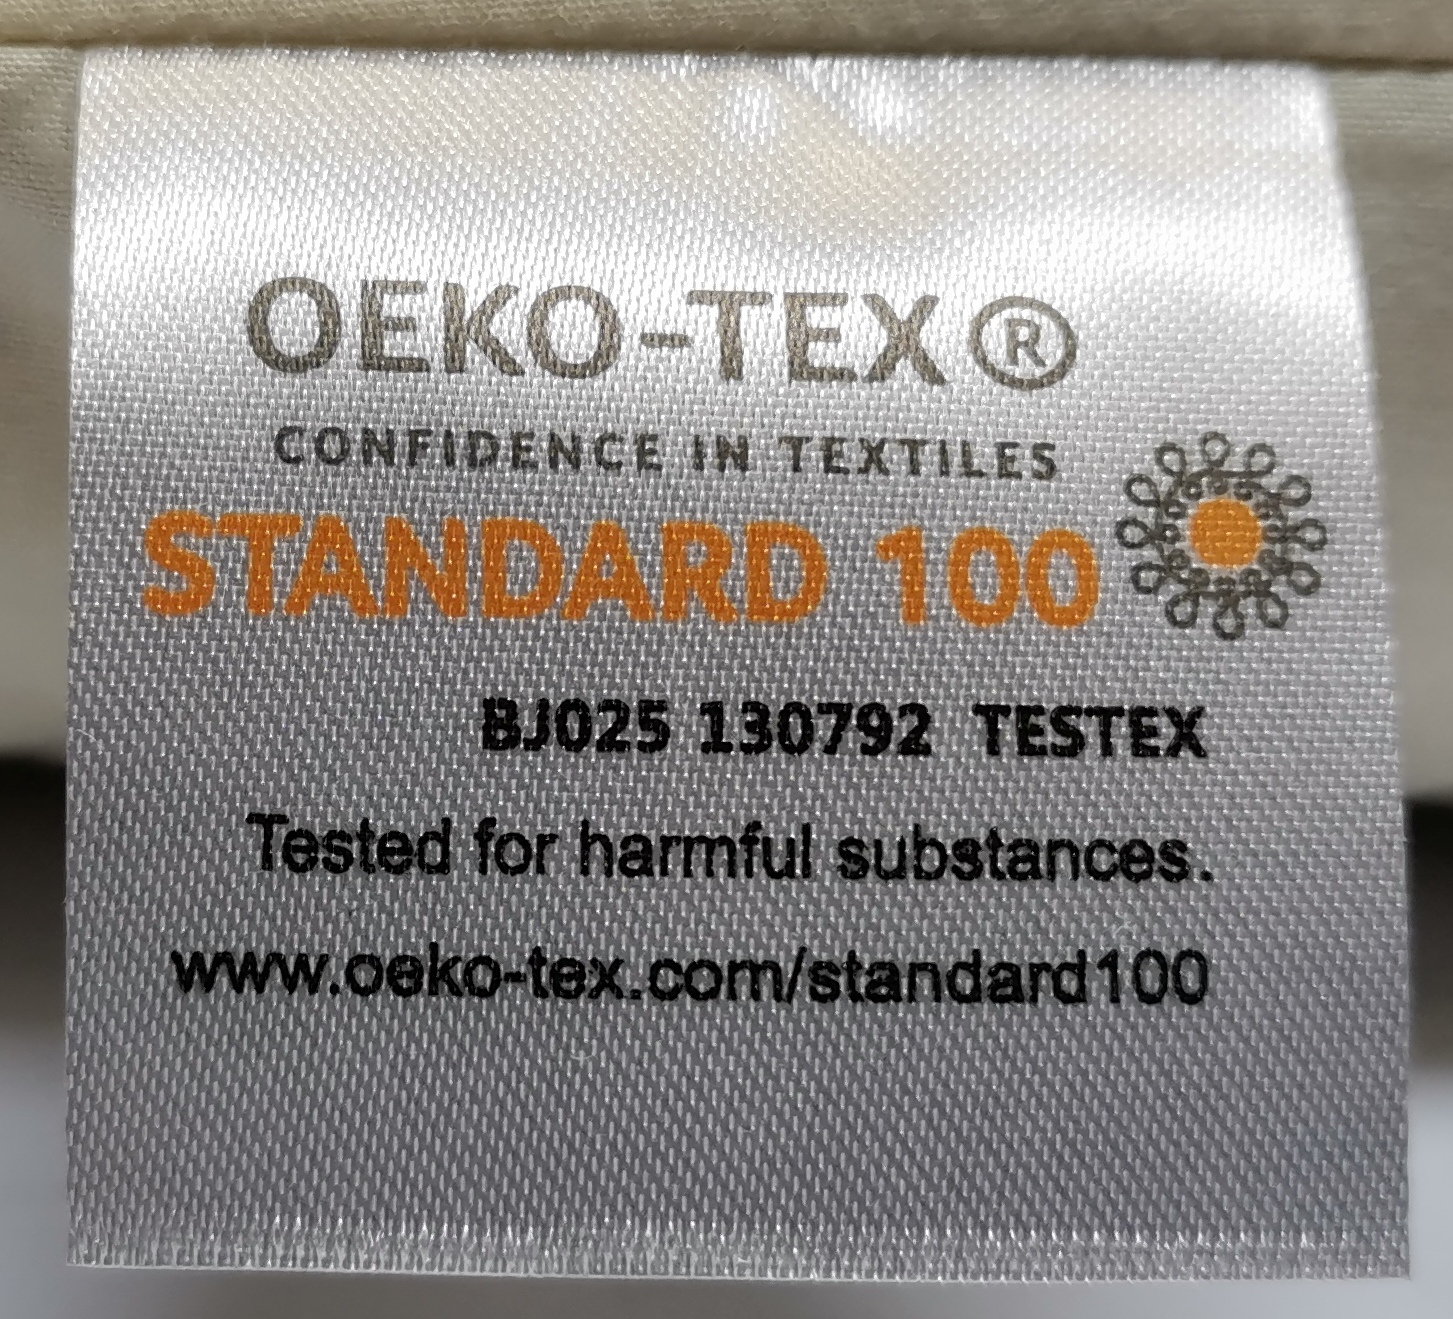 OEKO-TEX®
CONFIDENCE IN TEXTILES
STANDARD 100
BJ025 130792 TESTEX
Tested for harmful substances.
www.oeko-tex.com/standard100